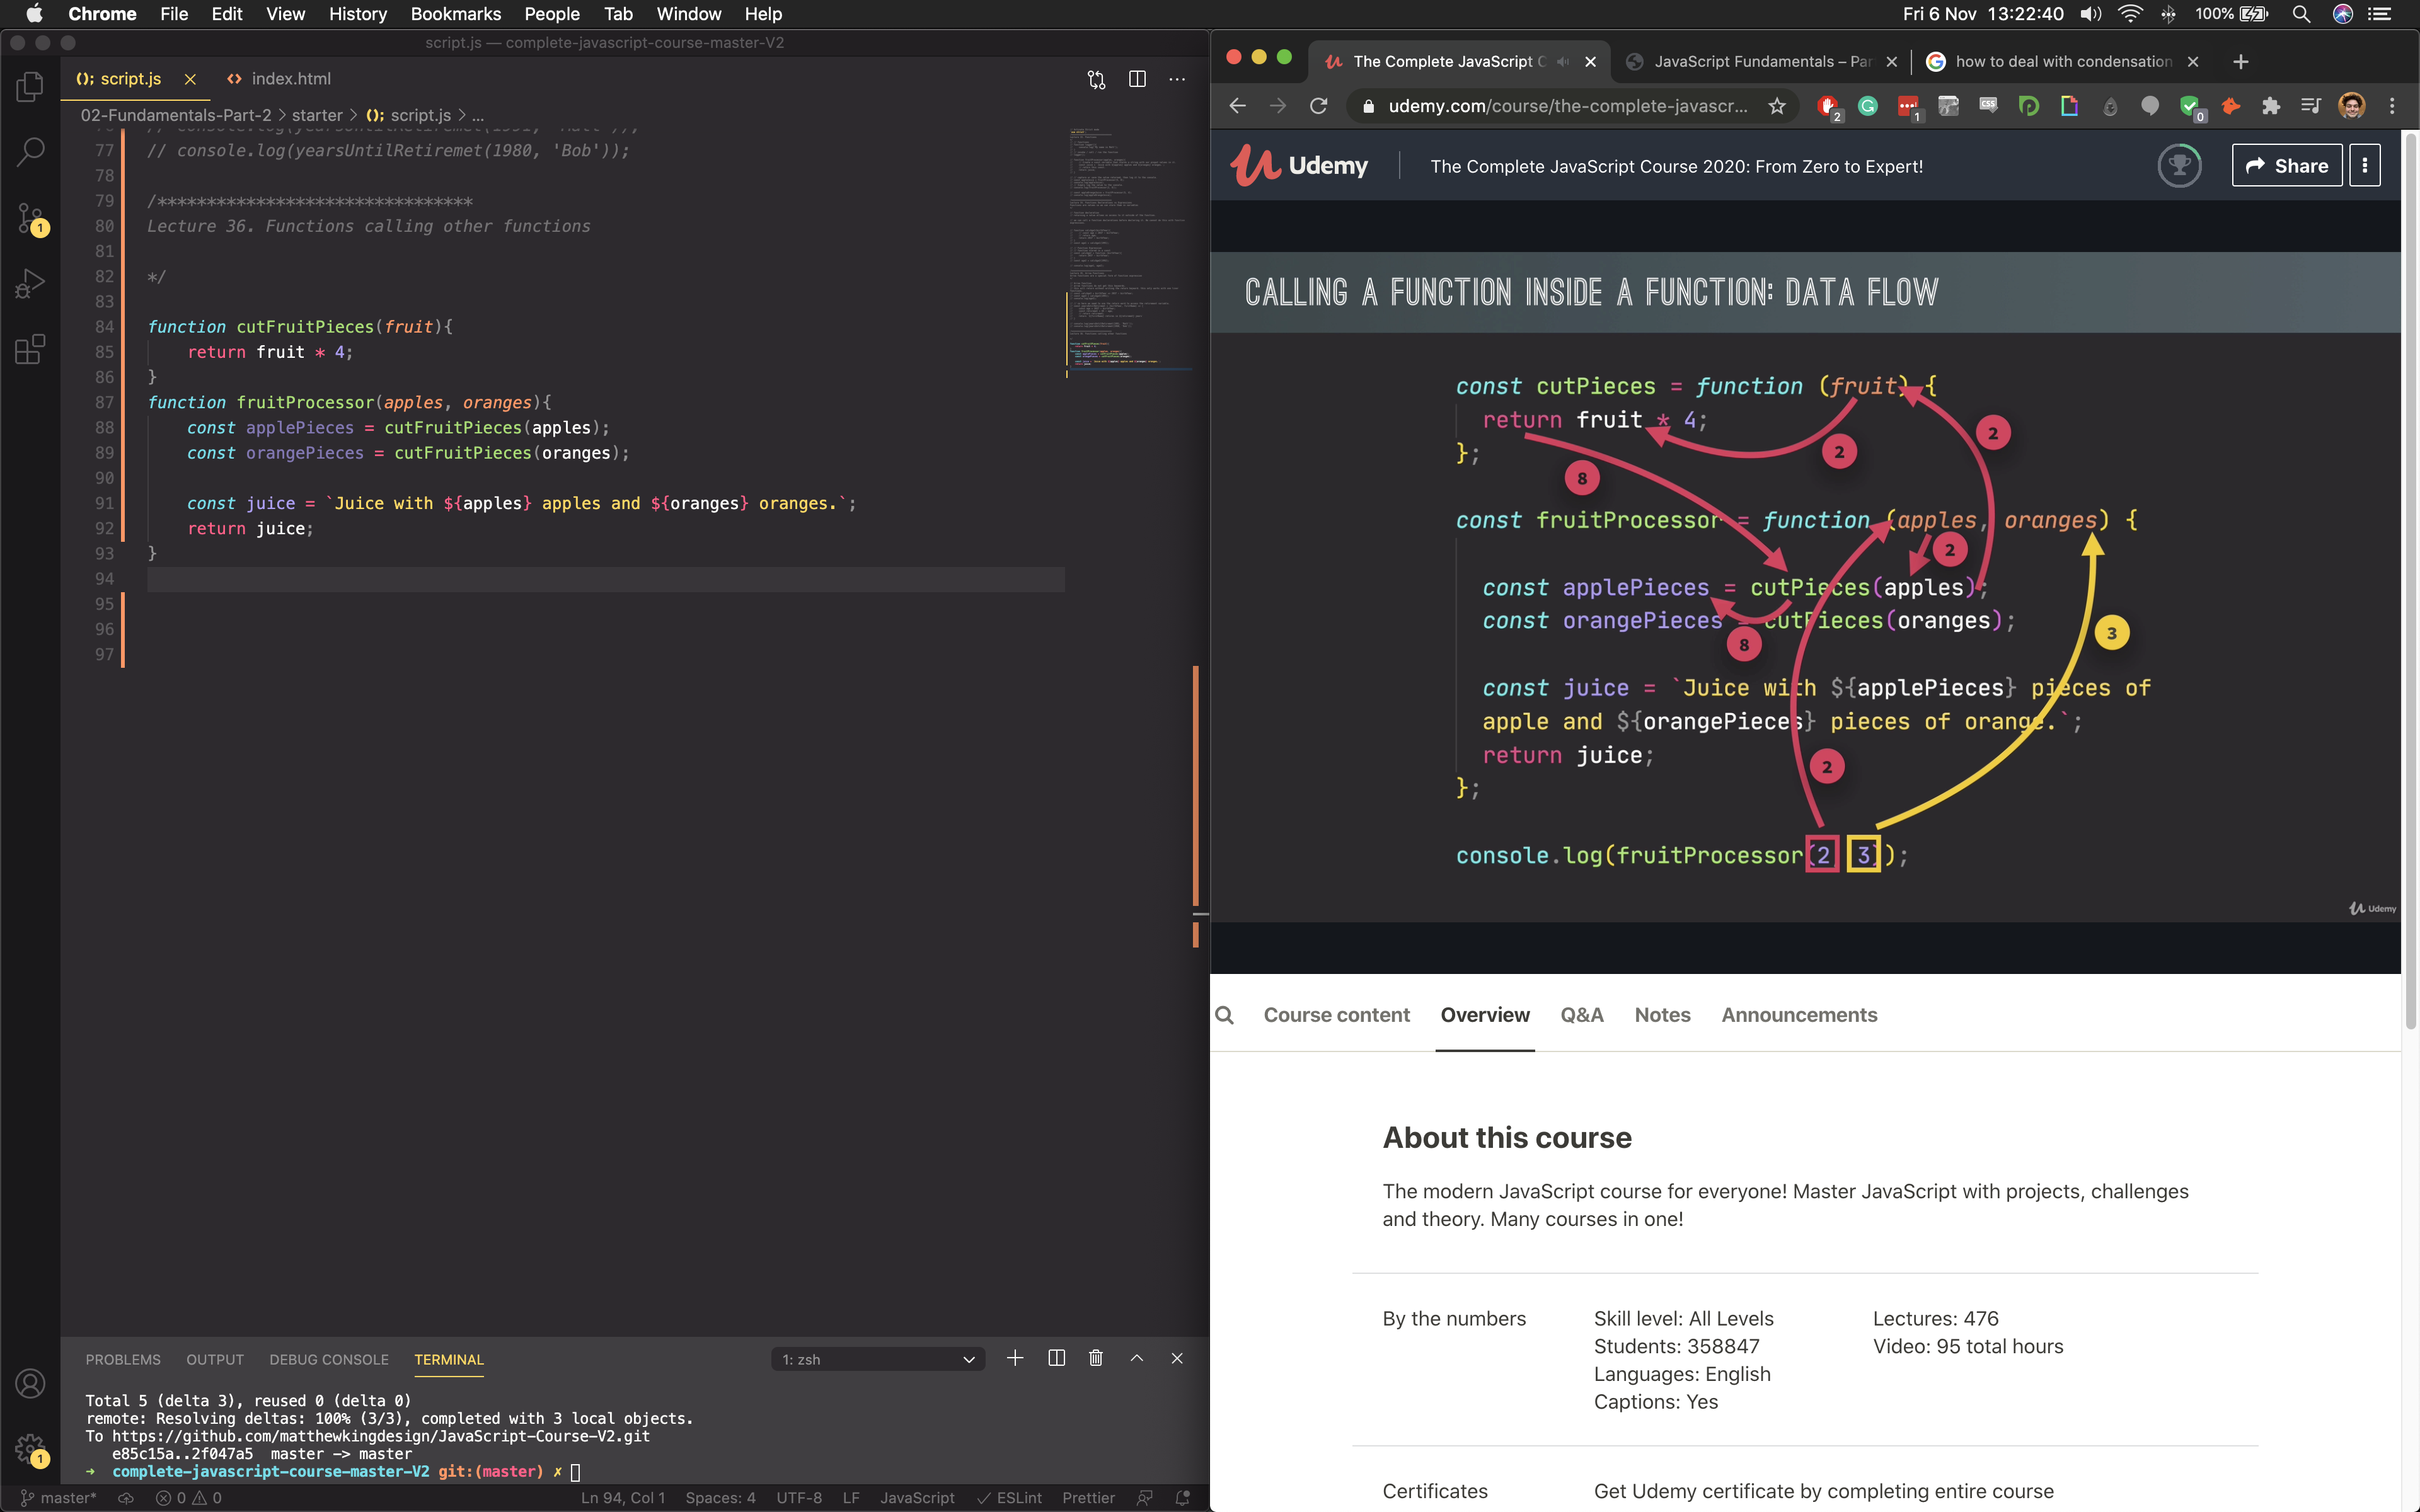 Chrome File Edit View History Bookmarks People Tab Window Help
Fri 6 Nov 13:22:40 100%
script.js — complete-javascript-course-master-V2
script.js
index.html
02-Fundamentals-Part-2 > starter > script.js > ...
76 // console.log(yearsUntilRetiremet(1991, 'Matt'));
77 // console.log(yearsUntilRetiremet(1980, 'Bob'));
78
79 /********************************
80 Lecture 36. Functions calling other functions
81
82 */
83
84 function cutFruitPieces(fruit){
85 return fruit * 4;
86 }
87 function fruitProcessor(apples, oranges){
88 const applePieces = cutFruitPieces(apples);
89 const orangePieces = cutFruitPieces(oranges);
90
91 const juice = `Juice with ${apples} apples and ${oranges} oranges.`;
92 return juice;
93 }
94
95
96
97
1
1
PROBLEMS OUTPUT DEBUG CONSOLE TERMINAL
1: zsh
Total 5 (delta 3), reused 0 (delta 0)
remote: Resolving deltas: 100% (3/3), completed with 3 local objects.
To https://github.com/matthewkingdesign/JavaScript-Course-V2.git
e85c15a..2f047a5 master -> master
➜ complete-javascript-course-master-V2 git:(master) ✗
master* 0 0 Ln 94, Col 1 Spaces: 4 UTF-8 LF JavaScript ESLint Prettier
The Complete JavaScript C
JavaScript Fundamentals – Par
how to deal with condensation
udemy.com/course/the-complete-javascr...
2
1
CSS
0
Udemy
The Complete JavaScript Course 2020: From Zero to Expert!
Share
CALLING A FUNCTION INSIDE A FUNCTION: DATA FLOW
const cutPieces = function (fruit) {
return fruit * 4;
};
2
2
8
const fruitProcessor = function (apples, oranges) {
2
const applePieces = cutPieces(apples);
const orangePieces = cutPieces(oranges);
8
3
const juice = `Juice with ${applePieces} pieces of
apple and ${orangePieces} pieces of orange.`;
return juice;
2
};
console.log(fruitProcessor(2 3));
Udemy
Course content Overview Q&A Notes Announcements
About this course
The modern JavaScript course for everyone! Master JavaScript with projects, challenges
and theory. Many courses in one!
By the numbers
Skill level: All Levels
Students: 358847
Languages: English
Captions: Yes
Lectures: 476
Video: 95 total hours
Certificates
Get Udemy certificate by completing entire course